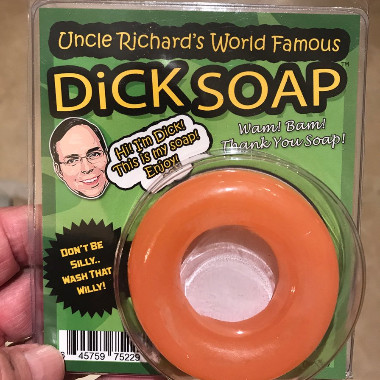 Uncle Richard's World Famous
DiCK SOAP™
Hi! I'm Dick!
This is my soap!
Enjoy!
Wam! Bam!
Thank You Soap!
Don't Be
Silly..
Wash That
Willy!
45759 75229